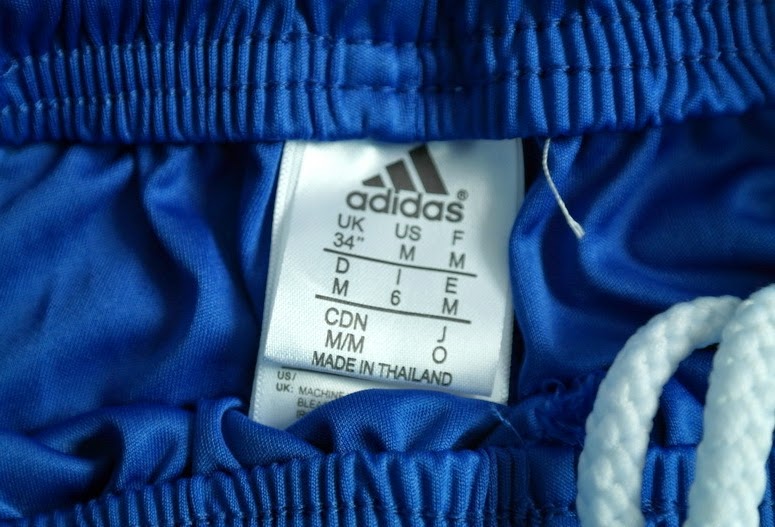 adidas®
UK US F
34" M M
D I E
M 6 M
CDN J
M/M O
MADE IN THAILAND
US/
UK: MACHINE